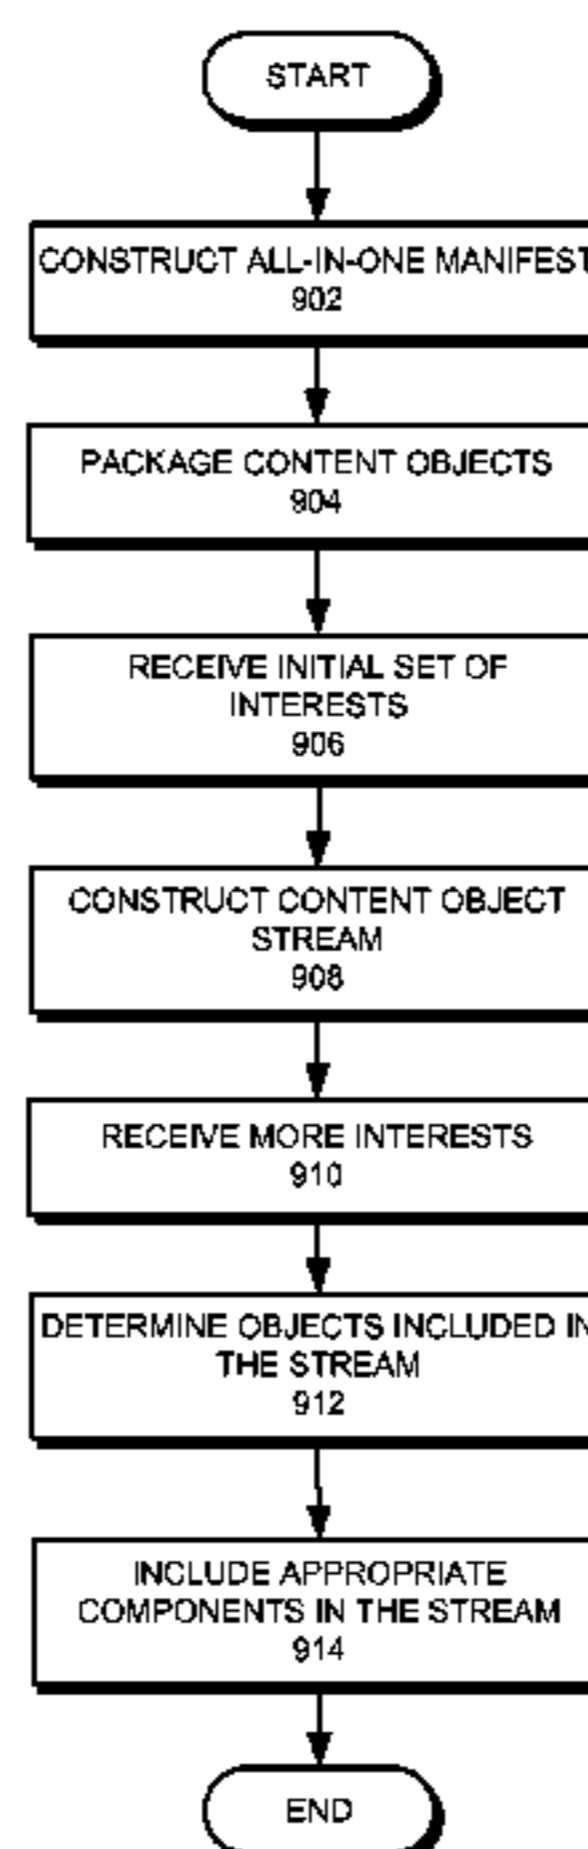 START
CONSTRUCT ALL-IN-ONE MANIFEST
902
PACKAGE CONTENT OBJECTS
904
RECEIVE INITIAL SET OF
INTERESTS
906
CONSTRUCT CONTENT OBJECT
STREAM
908
RECEIVE MORE INTERESTS
910
DETERMINE OBJECTS INCLUDED IN
THE STREAM
912
INCLUDE APPROPRIATE
COMPONENTS IN THE STREAM
914
END